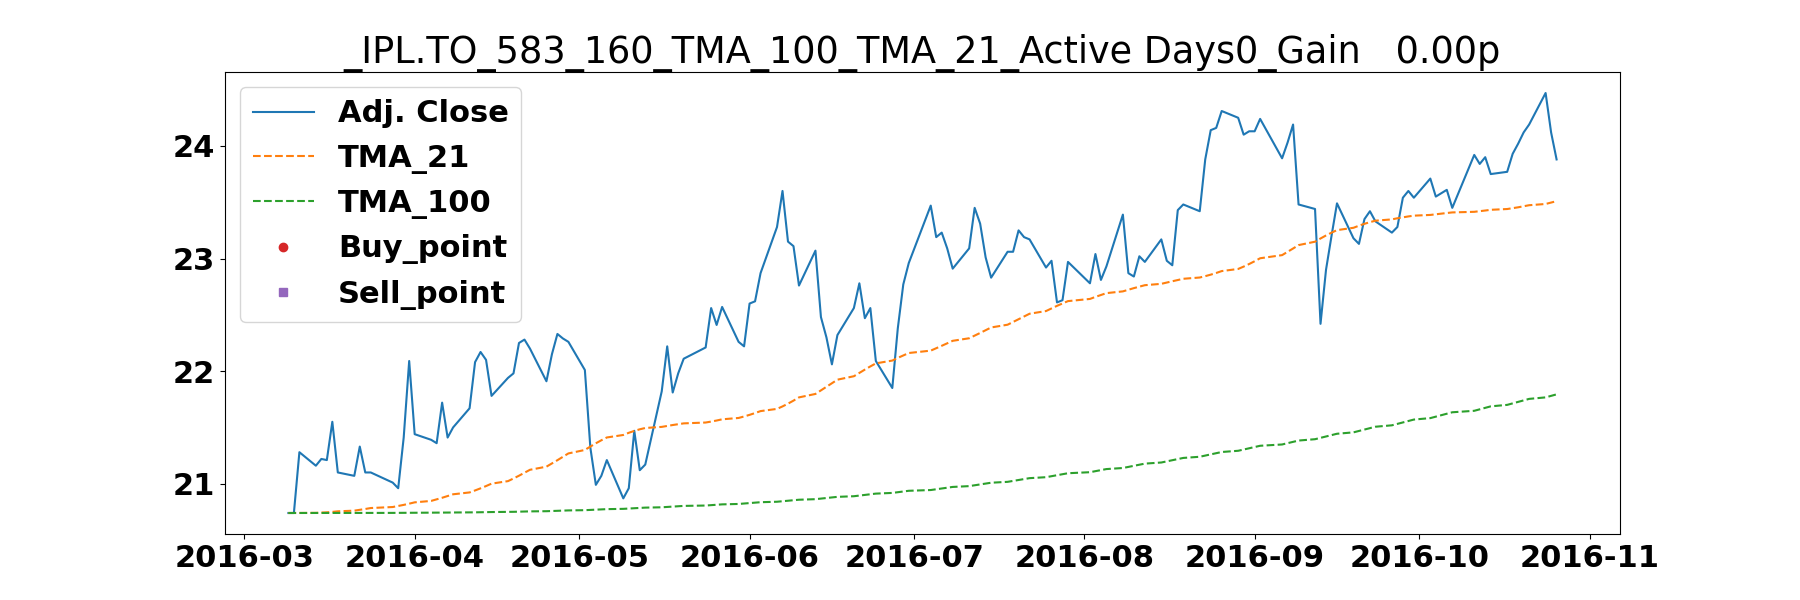 _IPL.TO_583_160_TMA_100_TMA_21_Active Days0_Gain   0.00p
Adj. Close
TMA_21
TMA_100
Buy_point
Sell_point
24
23
22
21
2016-03 2016-04 2016-05 2016-06 2016-07 2016-08 2016-09 2016-10 2016-11